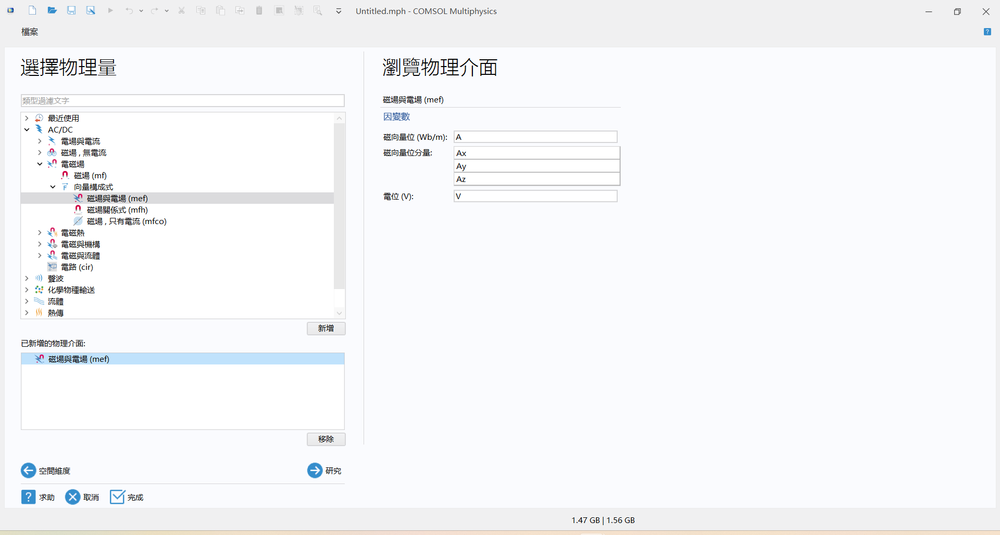 Untitled.mph - COMSOL Multiphysics
檔案
選擇物理量
類型過濾文字
最近使用
AC/DC
電場與電流
磁場 , 無電流
電磁場
磁場 (mf)
向量構成式
磁場與電場 (mef)
磁場關係式 (mfh)
磁場 , 只有電流 (mfco)
電磁熱
電磁與機構
電磁與流體
電路 (cir)
聲波
化學物種輸送
流體
熱傳
新增
已新增的物理介面:
磁場與電場 (mef)
移除
空間維度
研究
求助
取消
完成
瀏覽物理介面
磁場與電場 (mef)
因變數
磁向量位 (Wb/m): A
磁向量位分量: Ax
Ay
Az
電位 (V): V
1.47 GB | 1.56 GB